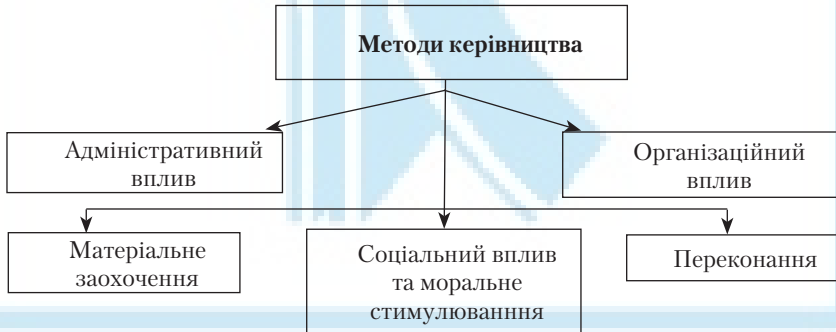 Методи керівництва
Адміністративний
вплив
Організаційний
вплив
Матеріальне
заохочення
Соціальний вплив
та моральне
стимулюванння
Переконання